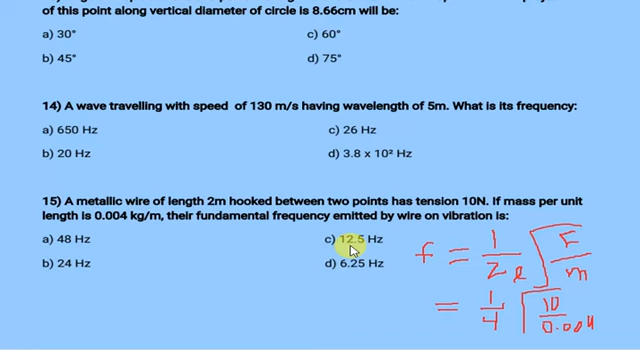 of this point along vertical diameter of circle is 8.66cm will be:
a) 30°
c) 60°
b) 45°
d) 75°
14) A wave travelling with speed of 130 m/s having wavelength of 5m. What is its frequency:
a) 650 Hz
c) 26 Hz
b) 20 Hz
d) 3.8 x 10² Hz
15) A metallic wire of length 2m hooked between two points has tension 10N. If mass per unit
length is 0.004 kg/m, their fundamental frequency emitted by wire on vibration is:
a) 48 Hz
c) 12.5 Hz
b) 24 Hz
d) 6.25 Hz
f = 1/2l √F/m
= 1/4 √10/0.004